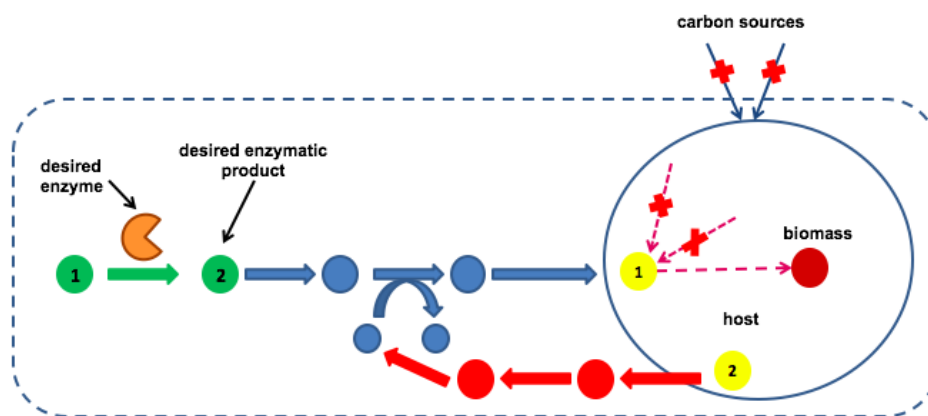 carbon sources
desired enzymatic
product
desired
enzyme
1
2
1
biomass
host
2